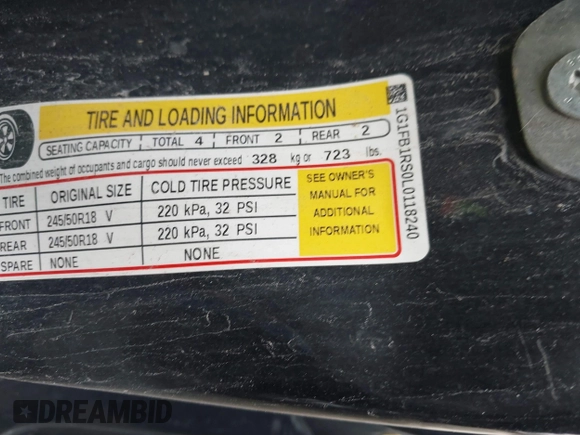 TIRE AND LOADING INFORMATION
SEATING CAPACITY TOTAL 4 FRONT 2 REAR 2
The combined weight of occupants and cargo should never exceed 328 kg or 723 lbs.
TIRE ORIGINAL SIZE COLD TIRE PRESSURE
FRONT 245/50R18 V 220 kPa, 32 PSI
REAR 245/50R18 V 220 kPa, 32 PSI
SPARE NONE NONE
SEE OWNER'S
MANUAL FOR
ADDITIONAL
INFORMATION
1G1FB1RS0L0118240
DREAMBID